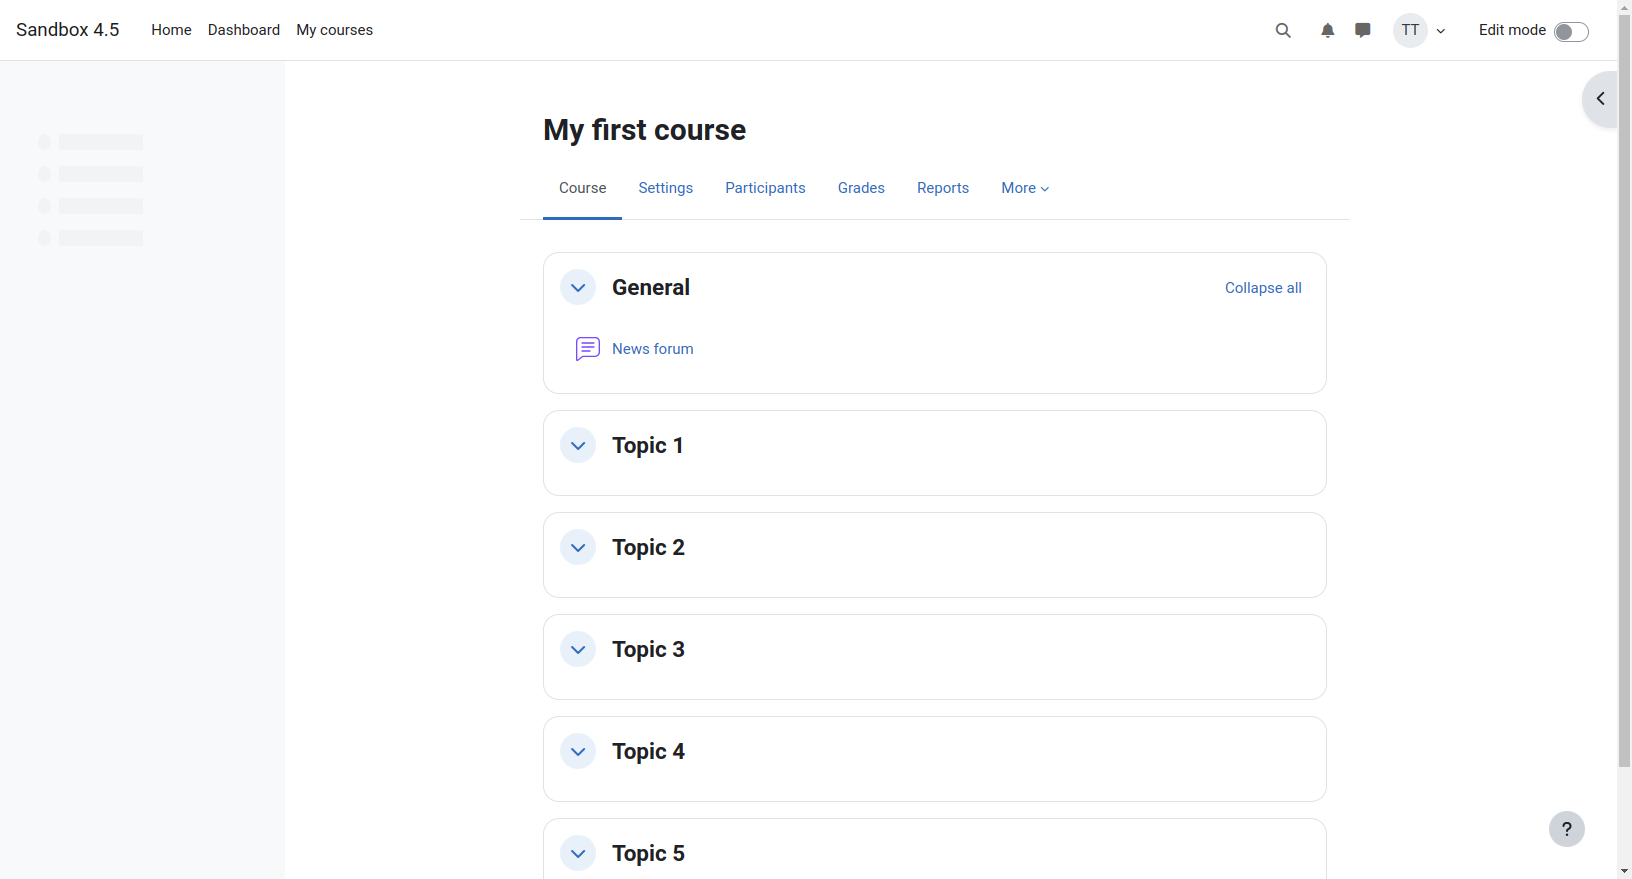 Sandbox 4.5 Home Dashboard My courses TT Edit mode
My first course
Course Settings Participants Grades Reports More
General Collapse all
News forum
Topic 1
Topic 2
Topic 3
Topic 4
Topic 5
?